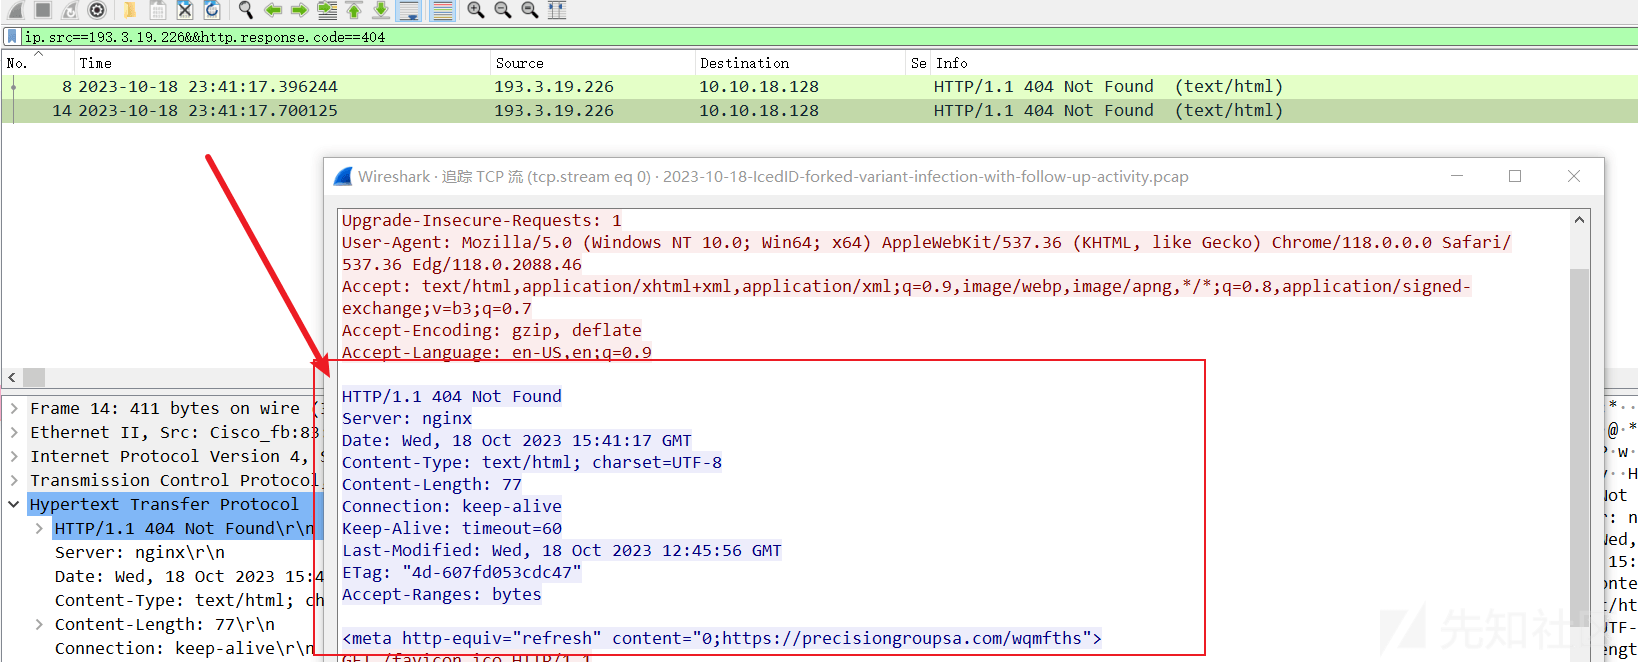 ip.src==193.3.19.226&&http.response.code==404
No. Time Source Destination Se Info
8 2023-10-18 23:41:17.396244 193.3.19.226 10.10.18.128 HTTP/1.1 404 Not Found (text/html)
14 2023-10-18 23:41:17.700125 193.3.19.226 10.10.18.128 HTTP/1.1 404 Not Found (text/html)
Wireshark · 追踪 TCP 流 (tcp.stream eq 0) · 2023-10-18-IcedID-forked-variant-infection-with-follow-up-activity.pcap
Upgrade-Insecure-Requests: 1
User-Agent: Mozilla/5.0 (Windows NT 10.0; Win64; x64) AppleWebKit/537.36 (KHTML, like Gecko) Chrome/118.0.0.0 Safari/
537.36 Edg/118.0.2088.46
Accept: text/html,application/xhtml+xml,application/xml;q=0.9,image/webp,image/apng,*/*;q=0.8,application/signed-
exchange;v=b3;q=0.7
Accept-Encoding: gzip, deflate
Accept-Language: en-US,en;q=0.9
HTTP/1.1 404 Not Found
Server: nginx
Date: Wed, 18 Oct 2023 15:41:17 GMT
Content-Type: text/html; charset=UTF-8
Content-Length: 77
Connection: keep-alive
Keep-Alive: timeout=60
Last-Modified: Wed, 18 Oct 2023 12:45:56 GMT
ETag: "4d-607fd053cdc47"
Accept-Ranges: bytes
<meta http-equiv="refresh" content="0;https://precisiongroupsa.com/wqmfths">
GET /favicon.ico HTTP/1.1
Frame 14: 411 bytes on wire (
Ethernet II, Src: Cisco_fb:83
Internet Protocol Version 4, S
Transmission Control Protocol,
Hypertext Transfer Protocol
HTTP/1.1 404 Not Found\r\n
Server: nginx\r\n
Date: Wed, 18 Oct 2023 15:4
Content-Type: text/html; ch
Content-Length: 77\r\n
Connection: keep-alive\r\n
先知社区